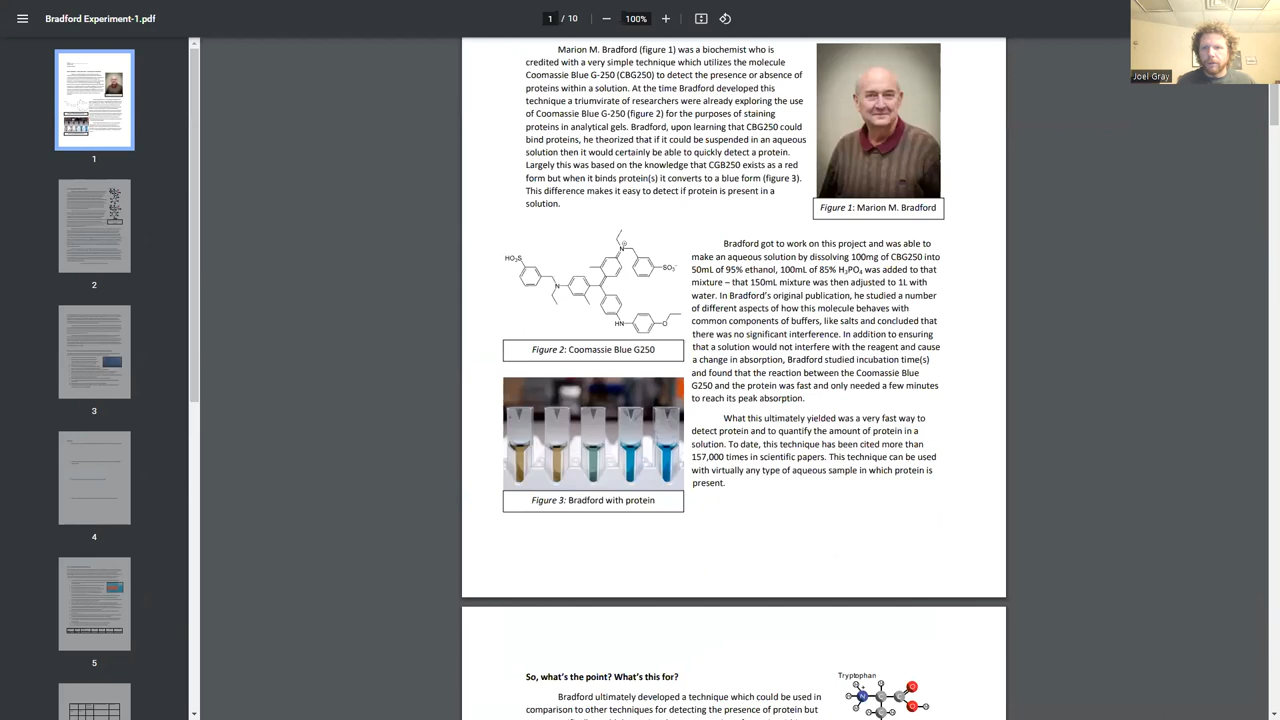 Bradford Experiment-1.pdf
1 / 10
100%
Joel Gray
1
2
3
4
5
Marion M. Bradford (figure 1) was a biochemist who is
credited with a very simple technique which utilizes the molecule
Coomassie Blue G-250 (CBG250) to detect the presence or absence of
proteins within a solution. At the time Bradford developed this
technique a triumvirate of researchers were already exploring the use
of Coomassie Blue G-250 (figure 2) for the purposes of staining
proteins in analytical gels. Bradford, upon learning that CBG250 could
bind proteins, he theorized that if it could be suspended in an aqueous
solution then it would certainly be able to quickly detect a protein.
Largely this was based on the knowledge that CGB250 exists as a red
form but when it binds protein(s) it converts to a blue form (figure 3).
This difference makes it easy to detect if protein is present in a
solution.
Figure 1: Marion M. Bradford
HO₃S
N
N
⊕
SO₃⁻
HN
O
Figure 2: Coomassie Blue G250
Figure 3: Bradford with protein
Bradford got to work on this project and was able to
make an aqueous solution by dissolving 100mg of CBG250 into
50mL of 95% ethanol, 100mL of 85% H₃PO₄ was added to that
mixture – that 150mL mixture was then adjusted to 1L with
water. In Bradford's original publication, he studied a number
of different aspects of how this molecule behaves with
common components of buffers, like salts and concluded that
there was no significant interference. In addition to ensuring
that a solution would not interfere with the reagent and cause
a change in absorption, Bradford studied incubation time(s)
and found that the reaction between the Coomassie Blue
G250 and the protein was fast and only needed a few minutes
to reach its peak absorption.
What this ultimately yielded was a very fast way to
detect protein and to quantify the amount of protein in a
solution. To date, this technique has been cited more than
157,000 times in scientific papers. This technique can be used
with virtually any type of aqueous sample in which protein is
present.
So, what's the point? What's this for?
Bradford ultimately developed a technique which could be used in
comparison to other techniques for detecting the presence of protein but
Tryptophan